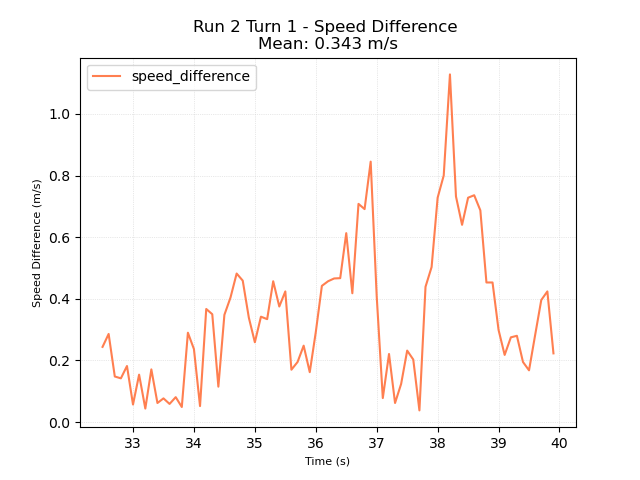 Run 2 Turn 1 - Speed Difference
Mean: 0.343 m/s
speed_difference
1.0
0.8
0.6
0.4
0.2
0.0
Speed Difference (m/s)
33 34 35 36 37 38 39 40
Time (s)